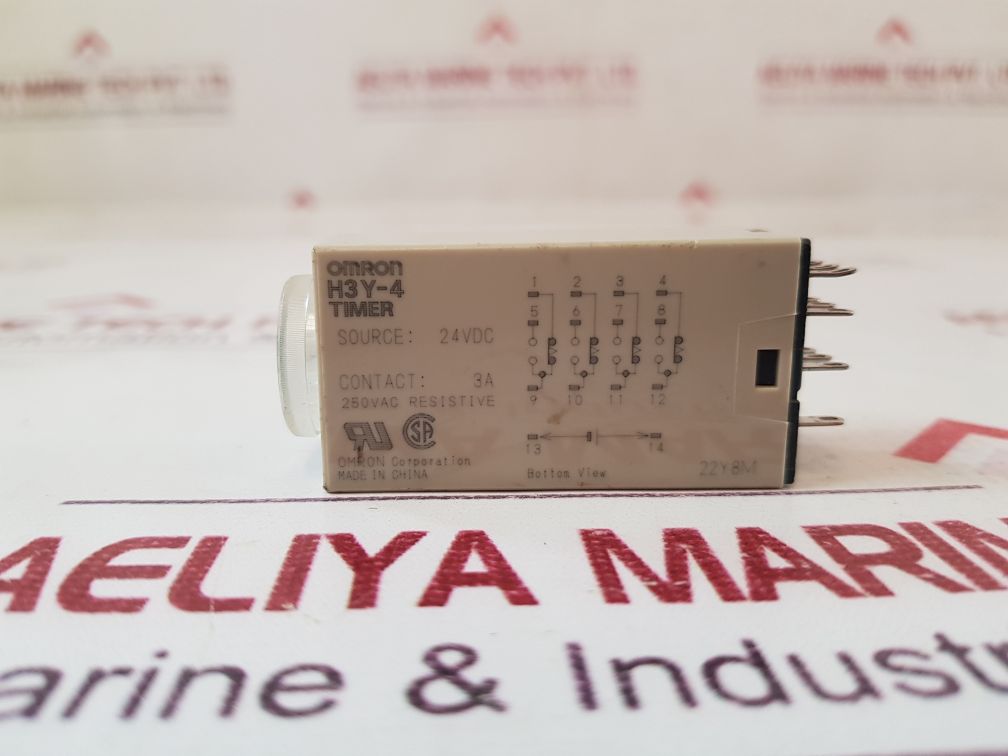 OMRON
H3Y-4
TIMER
SOURCE: 24VDC
CONTACT: 3A
250VAC RESISTIVE
OMRON Corporation
MADE IN CHINA
1 2 3 4
5 6 7 8
9 10 11 12
13 14
Bottom View
22Y8M
AELIYA MARIN
arine & Industr